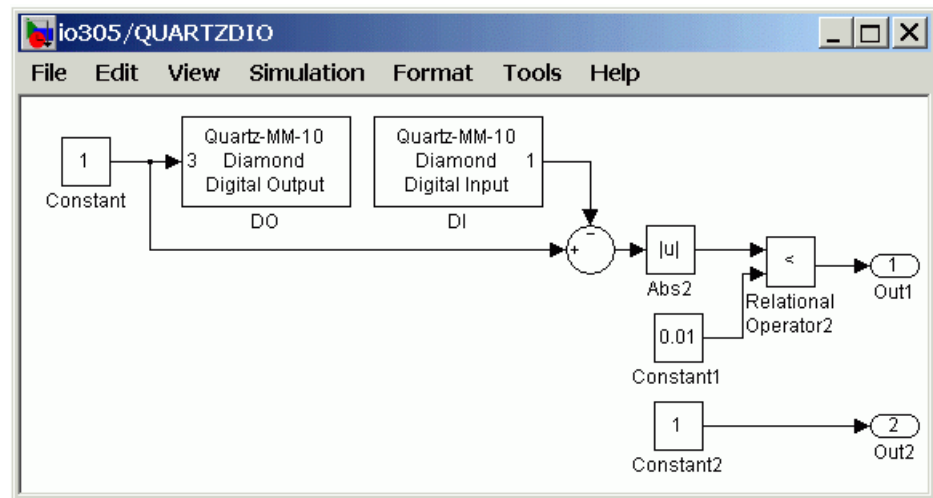 io305/QUARTZDIO
File Edit View Simulation Format Tools Help
1
Constant
Quartz-MM-10
3 Diamond
Digital Output
DO
Quartz-MM-10
Diamond 1
Digital Input
DI
−
+
|u|
Abs2
<
Relational
Operator2
1
Out1
0.01
Constant1
1
Constant2
2
Out2